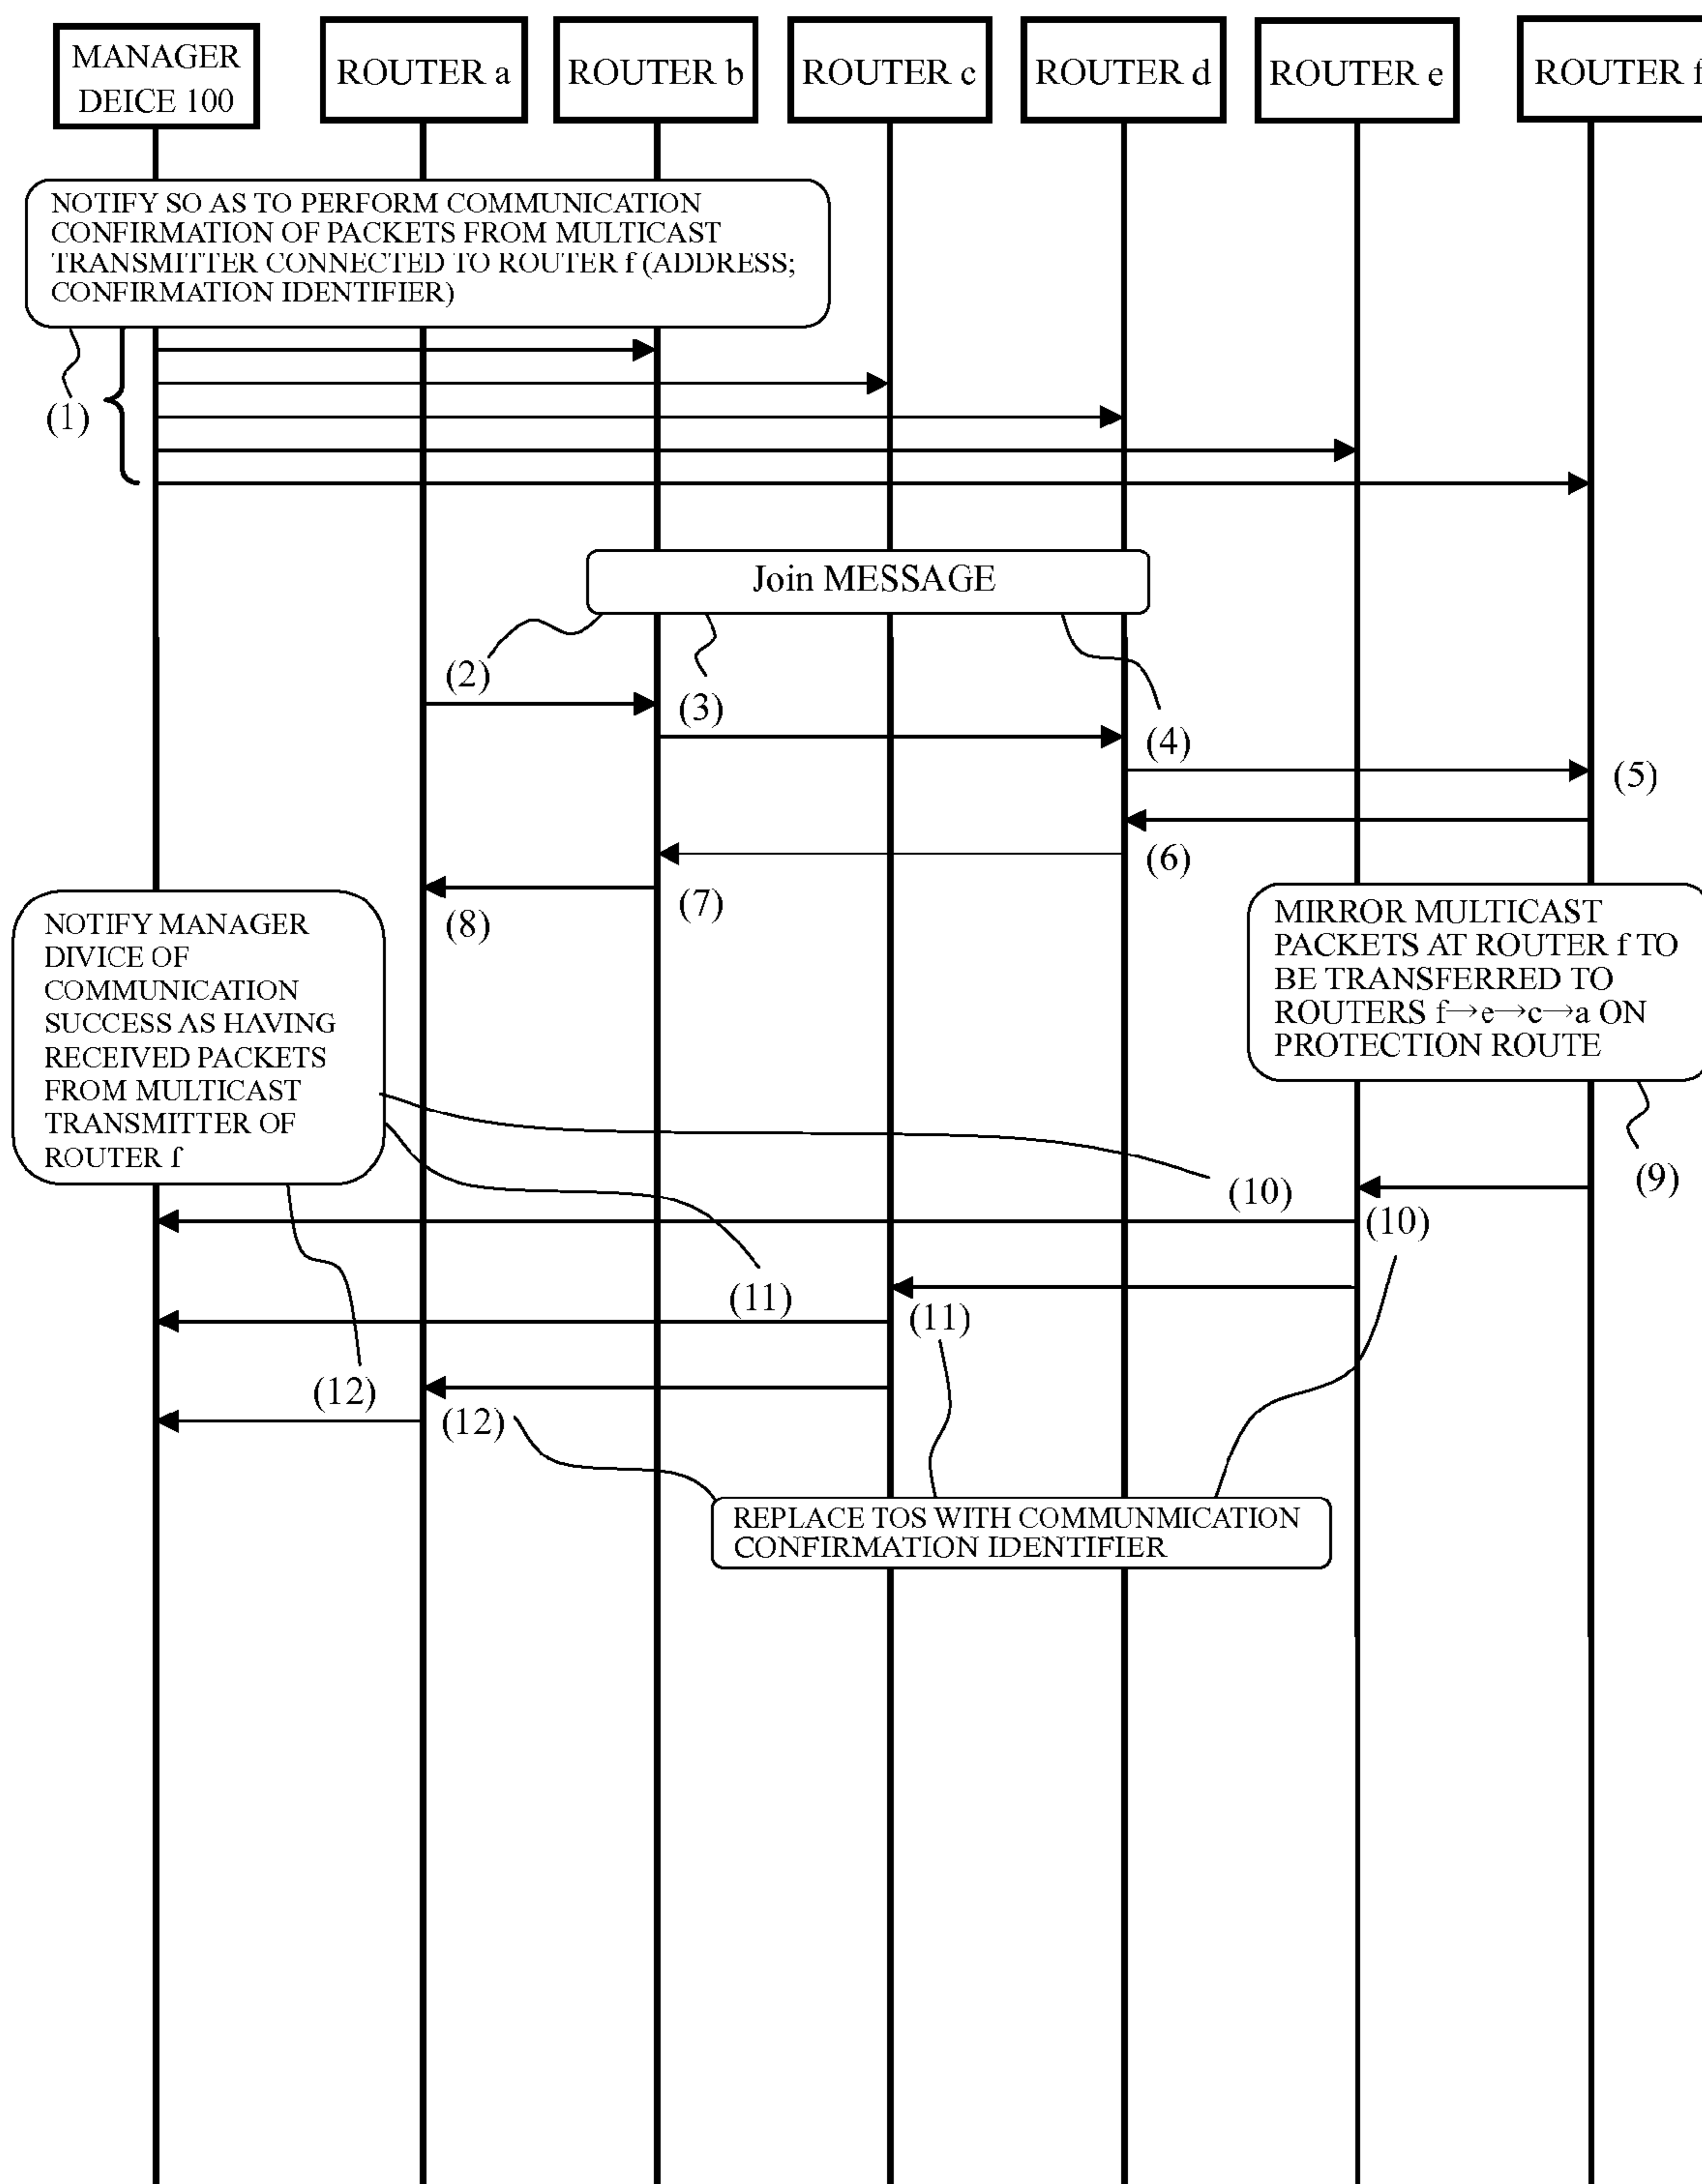 MANAGER
DEICE 100
ROUTER a
ROUTER b
ROUTER c
ROUTER d
ROUTER e
ROUTER f
NOTIFY SO AS TO PERFORM COMMUNICATION
CONFIRMATION OF PACKETS FROM MULTICAST
TRANSMITTER CONNECTED TO ROUTER f (ADDRESS;
CONFIRMATION IDENTIFIER)
(1)
Join MESSAGE
(2)
(3)
(4)
(5)
(6)
(7)
(8)
NOTIFY MANAGER
DIVICE OF
COMMUNICATION
SUCCESS AS HAVING
RECEIVED PACKETS
FROM MULTICAST
TRANSMITTER OF
ROUTER f
MIRROR MULTICAST
PACKETS AT ROUTER f TO
BE TRANSFERRED TO
ROUTERS f→e→c→a ON
PROTECTION ROUTE
(9)
(10)
(10)
(11)
(11)
(12)
(12)
REPLACE TOS WITH COMMUNMICATION
CONFIRMATION IDENTIFIER